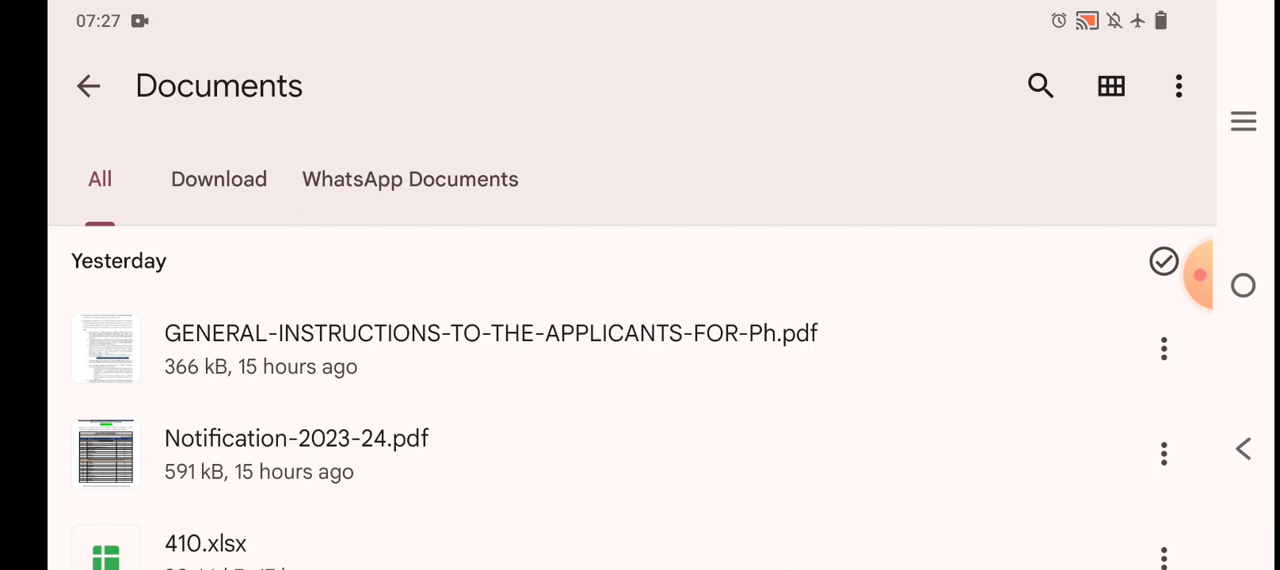 07:27
Documents
All Download WhatsApp Documents
Yesterday
GENERAL-INSTRUCTIONS-TO-THE-APPLICANTS-FOR-Ph.pdf
366 kB, 15 hours ago
Notification-2023-24.pdf
591 kB, 15 hours ago
410.xlsx